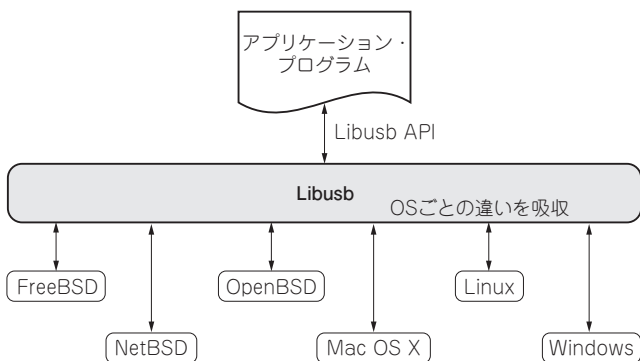 アプリケーション・
プログラム
Libusb API
Libusb
OSごとの違いを吸収
FreeBSD
OpenBSD
Linux
NetBSD
Mac OS X
Windows